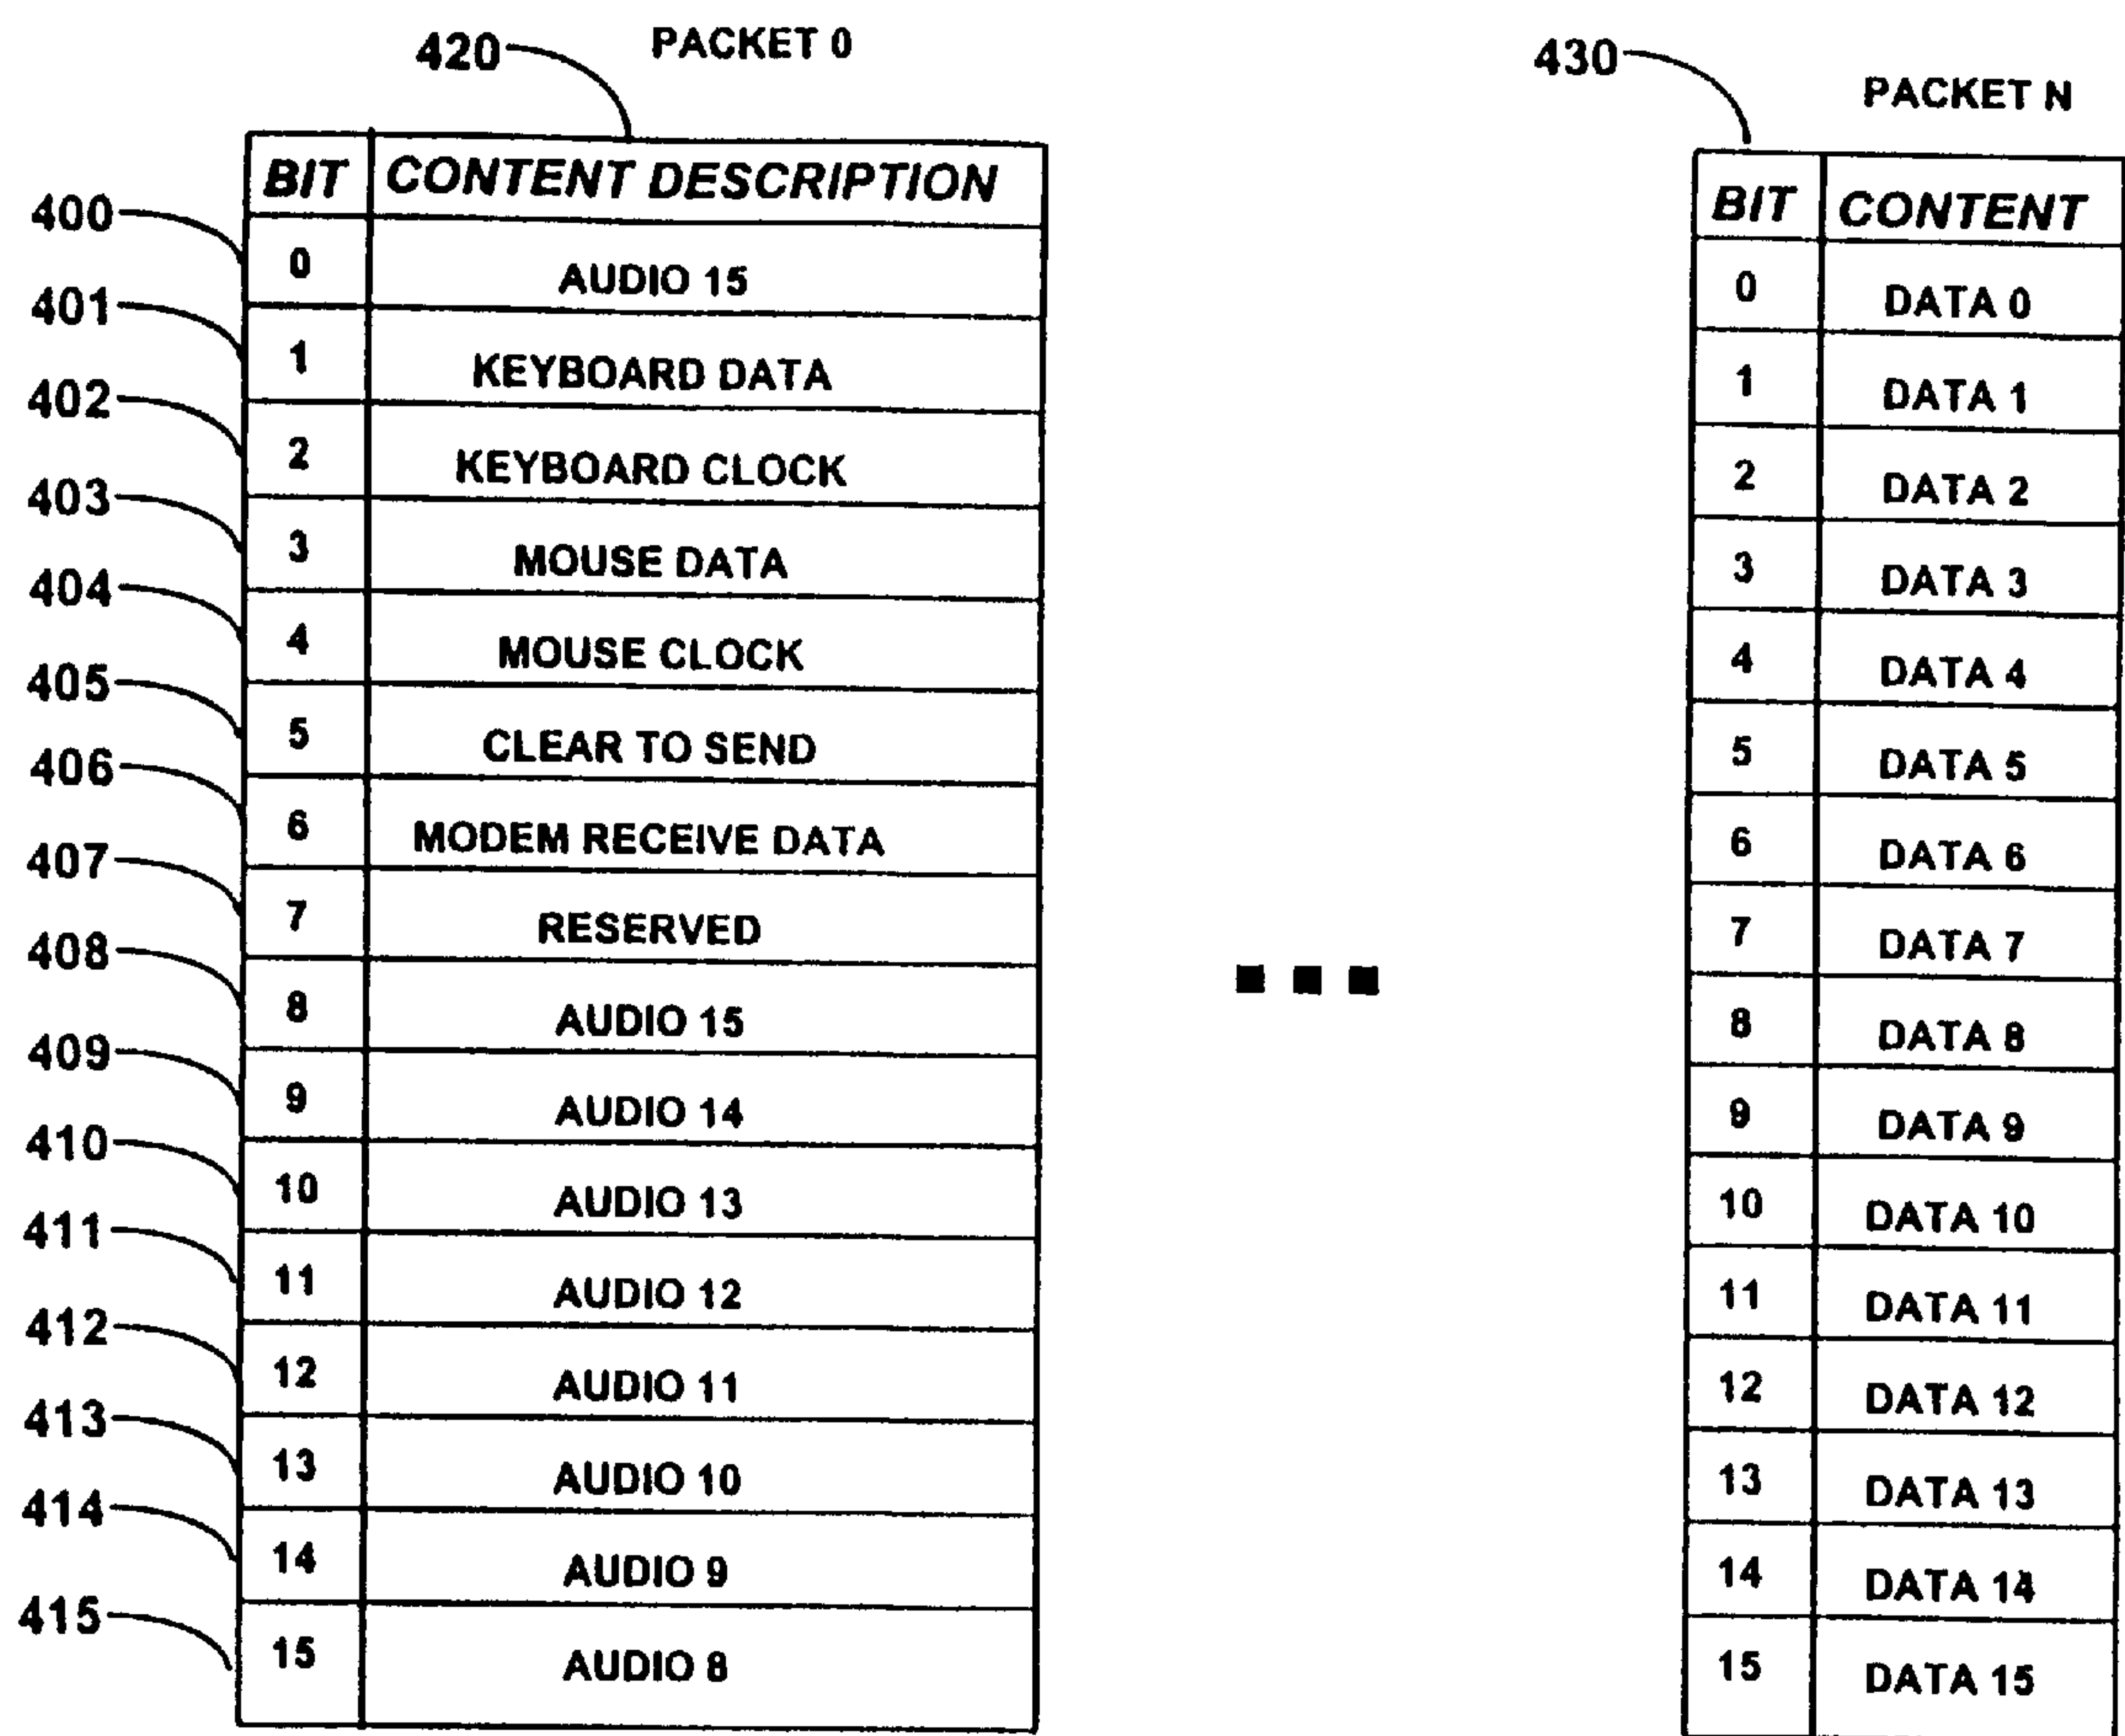 420 PACKET 0
BIT CONTENT DESCRIPTION
400 0 AUDIO 15
401 1 KEYBOARD DATA
402 2 KEYBOARD CLOCK
403 3 MOUSE DATA
404 4 MOUSE CLOCK
405 5 CLEAR TO SEND
406 6 MODEM RECEIVE DATA
407 7 RESERVED
408 8 AUDIO 15
409 9 AUDIO 14
410 10 AUDIO 13
411 11 AUDIO 12
412 12 AUDIO 11
413 13 AUDIO 10
414 14 AUDIO 9
415 15 AUDIO 8
430 PACKET N
BIT CONTENT
0 DATA 0
1 DATA 1
2 DATA 2
3 DATA 3
4 DATA 4
5 DATA 5
6 DATA 6
7 DATA 7
8 DATA 8
9 DATA 9
10 DATA 10
11 DATA 11
12 DATA 12
13 DATA 13
14 DATA 14
15 DATA 15